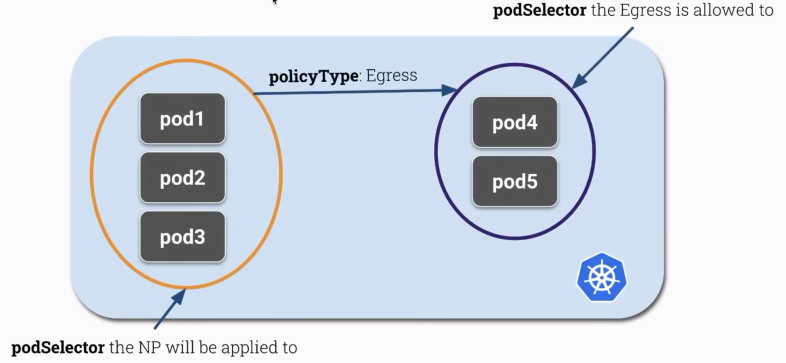 podSelector the Egress is allowed to
policyType: Egress
pod1
pod2
pod3
pod4
pod5
podSelector the NP will be applied to